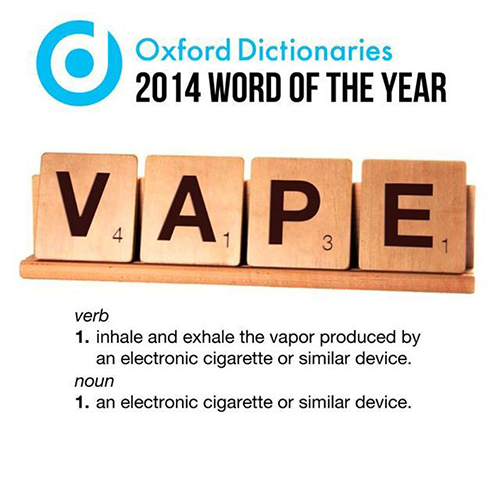 Oxford Dictionaries
2014 WORD OF THE YEAR
V4 A1 P3 E1
verb
1. inhale and exhale the vapor produced by
an electronic cigarette or similar device.
noun
1. an electronic cigarette or similar device.